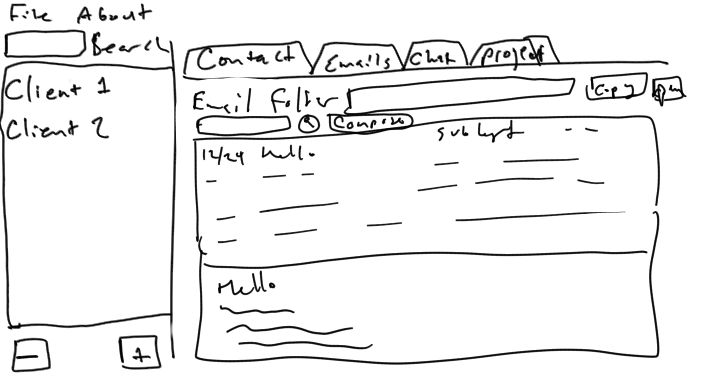 File About
Search
Client 1
Client 2
− +
Contact Emails Chat Project
Email Folder Copy Open
Compose
12/24 Hello Subject
Hello